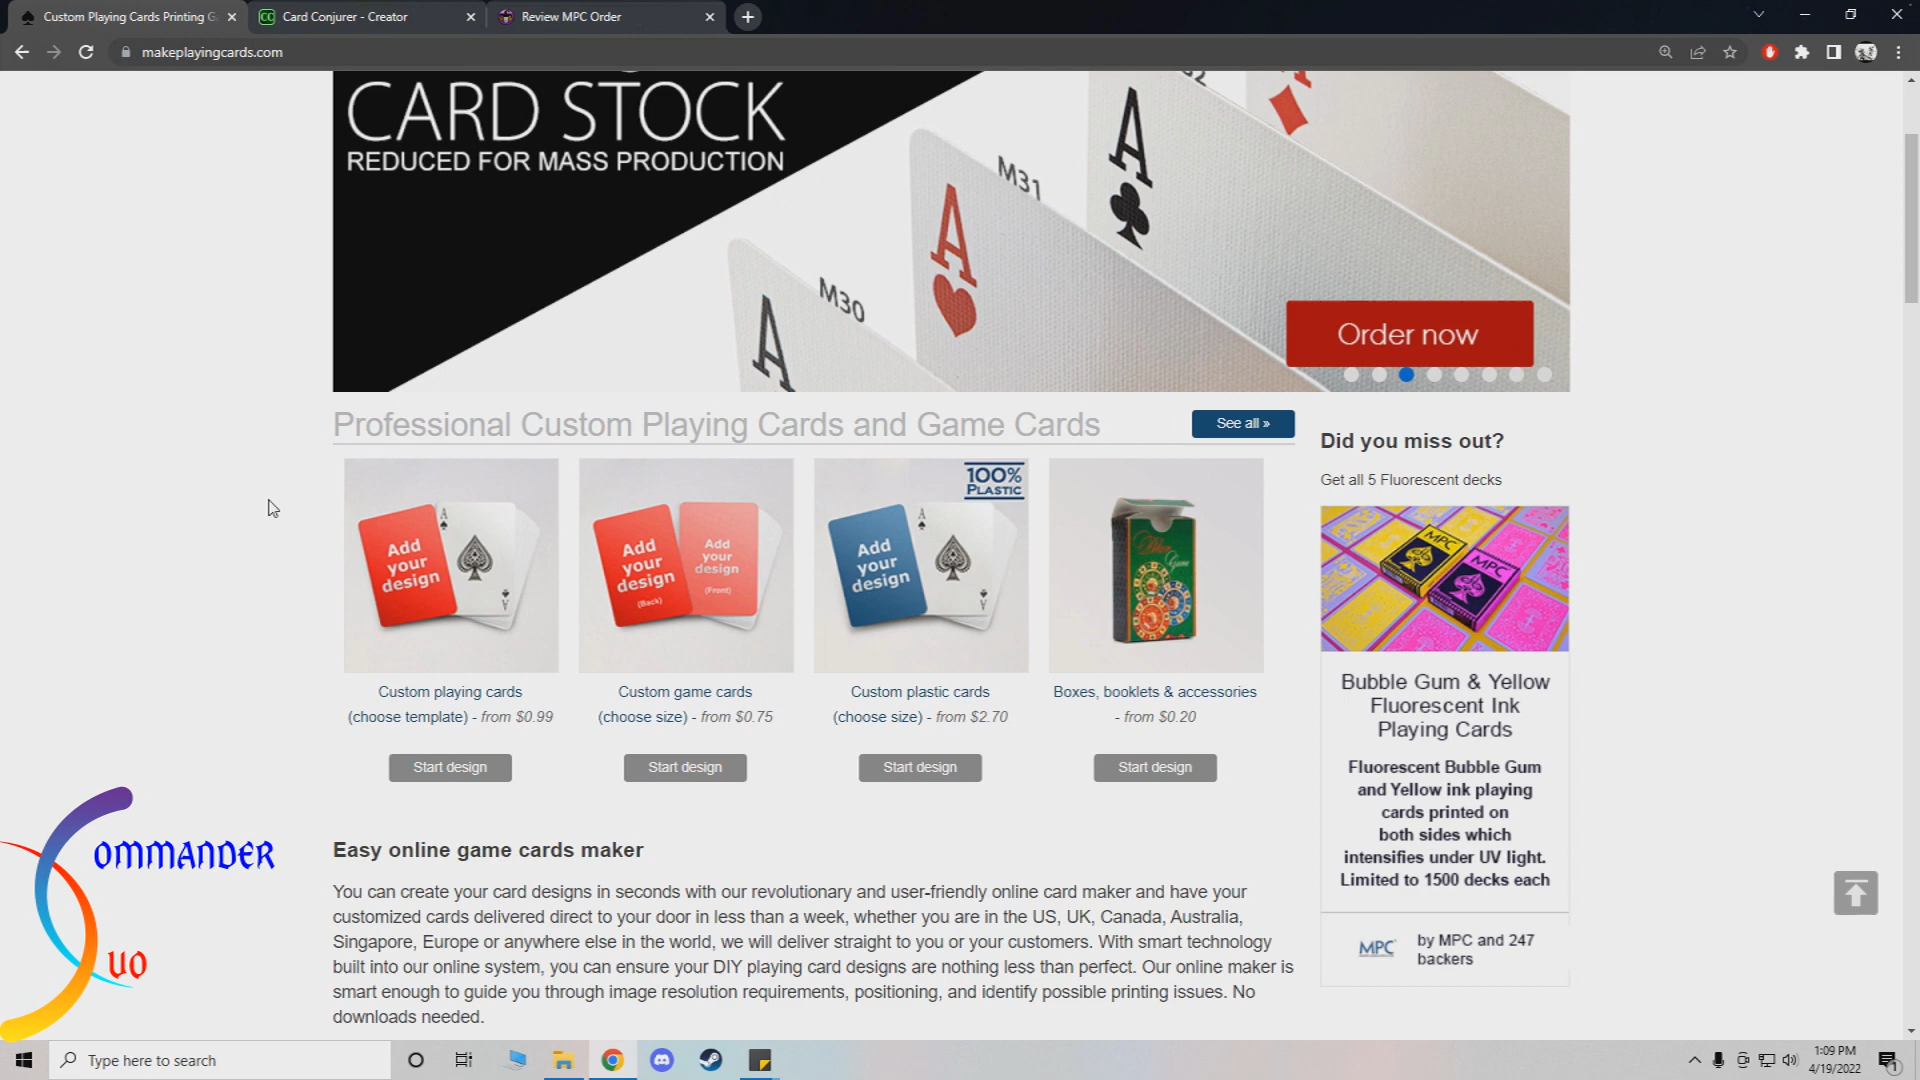 Custom Playing Cards Printing G
Card Conjurer - Creator
Review MPC Order
makeplayingcards.com
CARD STOCK
REDUCED FOR MASS PRODUCTION
A
A
M31
A
M30
A
Order now
Professional Custom Playing Cards and Game Cards
See all »
Did you miss out?
Get all 5 Fluorescent decks
100%
PLASTIC
Add
your
design
A
A
Add
your
design
(Back)
Add
your
design
(Front)
Add
your
design
A
A
Game
MPC
MPC
Custom playing cards
(choose template) - from $0.99
Custom game cards
(choose size) - from $0.75
Custom plastic cards
(choose size) - from $2.70
Boxes, booklets & accessories
- from $0.20
Start design
Start design
Start design
Start design
Bubble Gum & Yellow
Fluorescent Ink
Playing Cards
Fluorescent Bubble Gum
and Yellow ink playing
cards printed on
both sides which
intensifies under UV light.
Limited to 1500 decks each
MPC
by MPC and 247
backers
Easy online game cards maker
You can create your card designs in seconds with our revolutionary and user-friendly online card maker and have your
customized cards delivered direct to your door in less than a week, whether you are in the US, UK, Canada, Australia,
Singapore, Europe or anywhere else in the world, we will deliver straight to you or your customers. With smart technology
built into our online system, you can ensure your DIY playing card designs are nothing less than perfect. Our online maker is
smart enough to guide you through image resolution requirements, positioning, and identify possible printing issues. No
downloads needed.
OMMANDER
UO
Type here to search
1:09 PM
4/19/2022
1